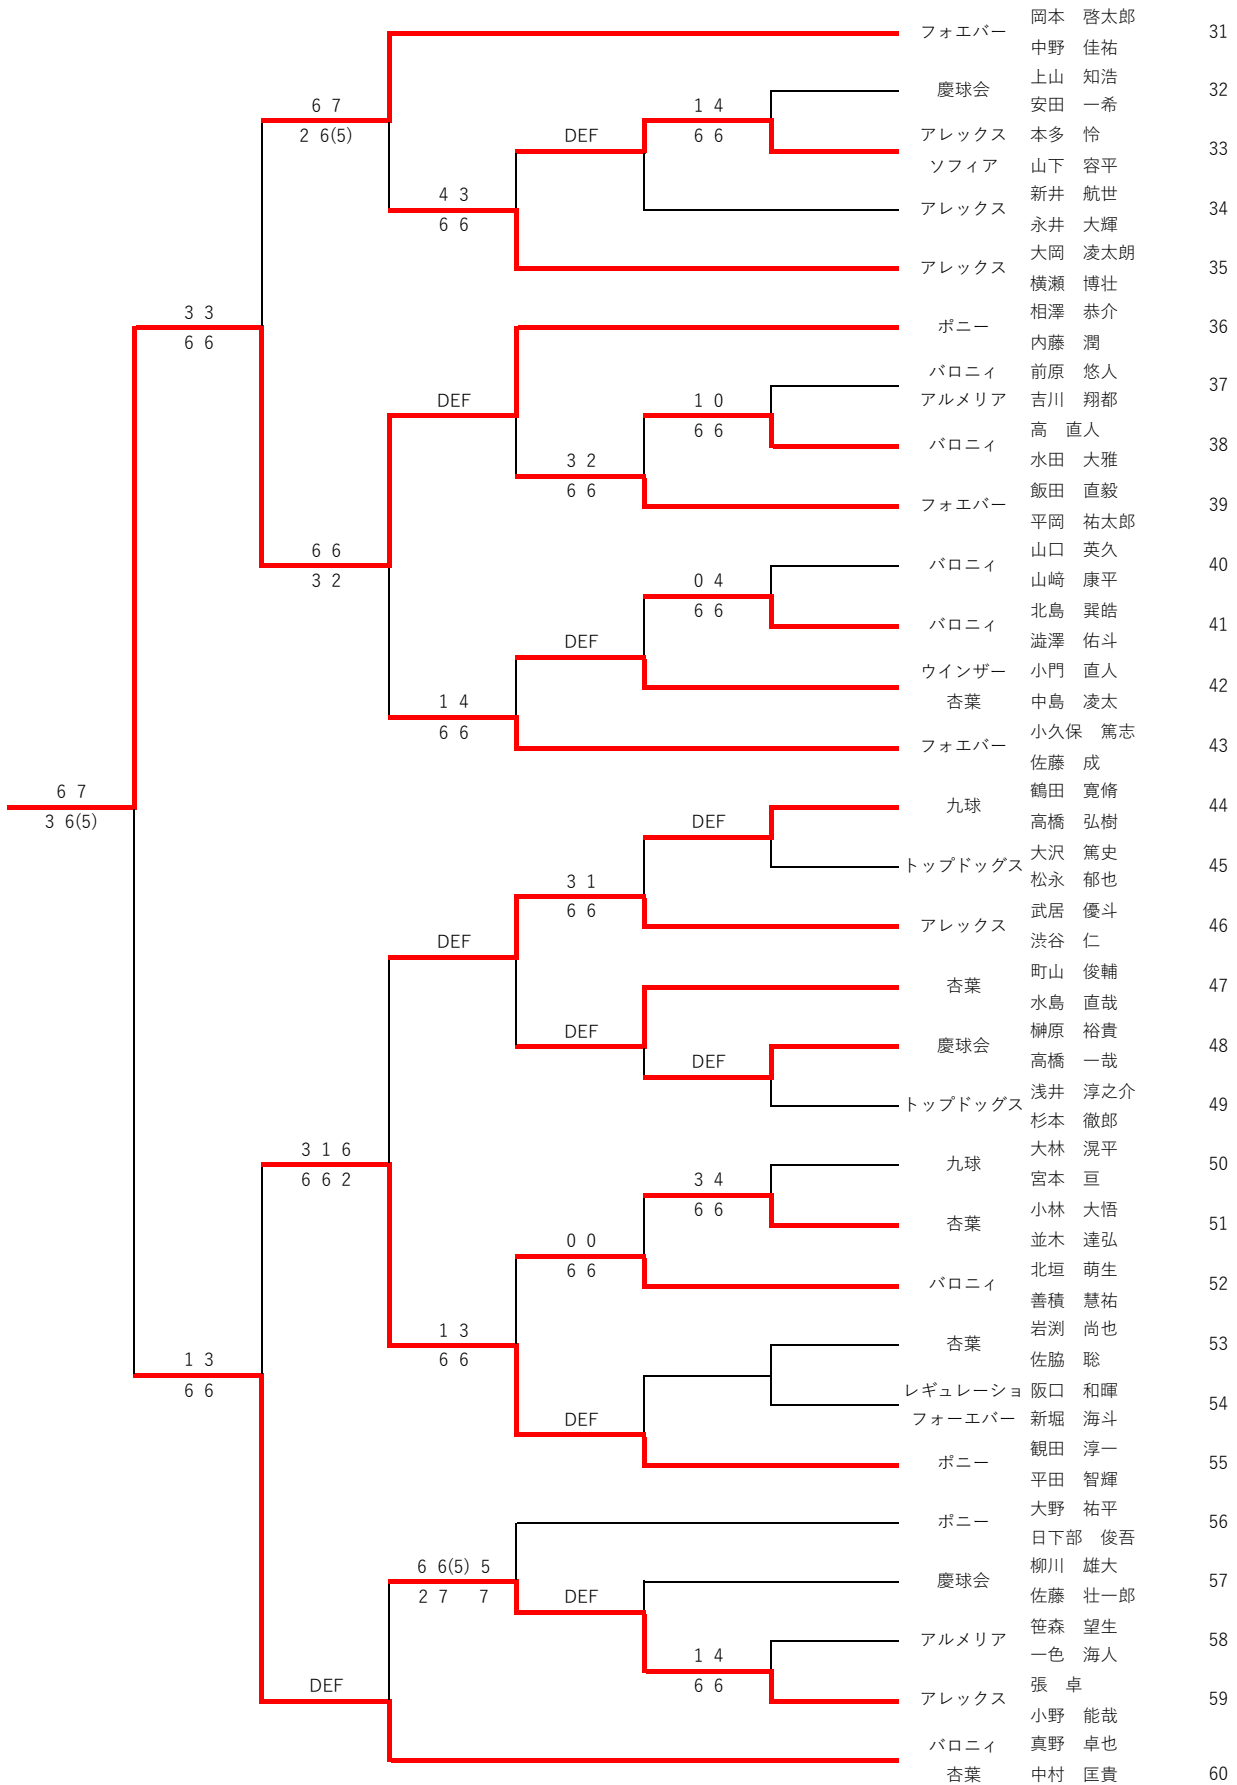 岡本　啓太郎
フォエバー 31
中野　佳祐
上山　知浩
慶球会 32
安田　一希
6 7
1 4
2 6(5)
DEF
6 6
アレックス 本多　怜
33
ソフィア 山下　容平
4 3
新井　航世
アレックス 34
6 6
永井　大輝
大岡　凌太朗
アレックス 35
横瀬　博壮
3 3
相澤　恭介
ポニー 36
6 6
内藤　潤
バロニィ 前原　悠人
37
DEF
1 0
アルメリア 吉川　翔都
6 6
高　直人
バロニィ 38
3 2
水田　大雅
6 6
飯田　直毅
フォエバー 39
平岡　祐太郎
6 6
山口　英久
バロニィ 40
3 2
0 4
山﨑　康平
6 6
北島　巽皓
バロニィ 41
DEF
澁澤　佑斗
ウインザー 小門　直人
42
1 4
杏葉 中島　凌太
6 6
小久保　篤志
フォエバー 43
佐藤　成
6 7
鶴田　寛脩
九球 44
3 6(5)
DEF
高橋　弘樹
大沢　篤史
トップドッグス 45
3 1
松永　郁也
6 6
武居　優斗
アレックス 46
DEF
渋谷　仁
町山　俊輔
杏葉 47
水島　直哉
DEF
榊原　裕貴
慶球会 48
DEF
高橋　一哉
浅井　淳之介
トップドッグス 49
杉本　徹郎
3 1 6
大林　滉平
九球 50
6 6 2
3 4
宮本　亘
6 6
小林　大悟
杏葉 51
0 0
並木　達弘
6 6
北垣　萌生
バロニィ 52
善積　慧祐
1 3
岩渕　尚也
杏葉 53
1 3
6 6
佐脇　聡
6 6
レギュレーショ 阪口　和暉
54
DEF
フォーエバー 新堀　海斗
観田　淳一
ポニー 55
平田　智輝
大野　祐平
ポニー 56
日下部　俊吾
6 6(5) 5
柳川　雄大
慶球会 57
2 7 7
DEF
佐藤　壮一郎
笹森　望生
アルメリア 58
1 4
一色　海人
DEF
6 6
張　卓
アレックス 59
小野　能哉
バロニィ 真野　卓也
杏葉 中村　匡貴 60